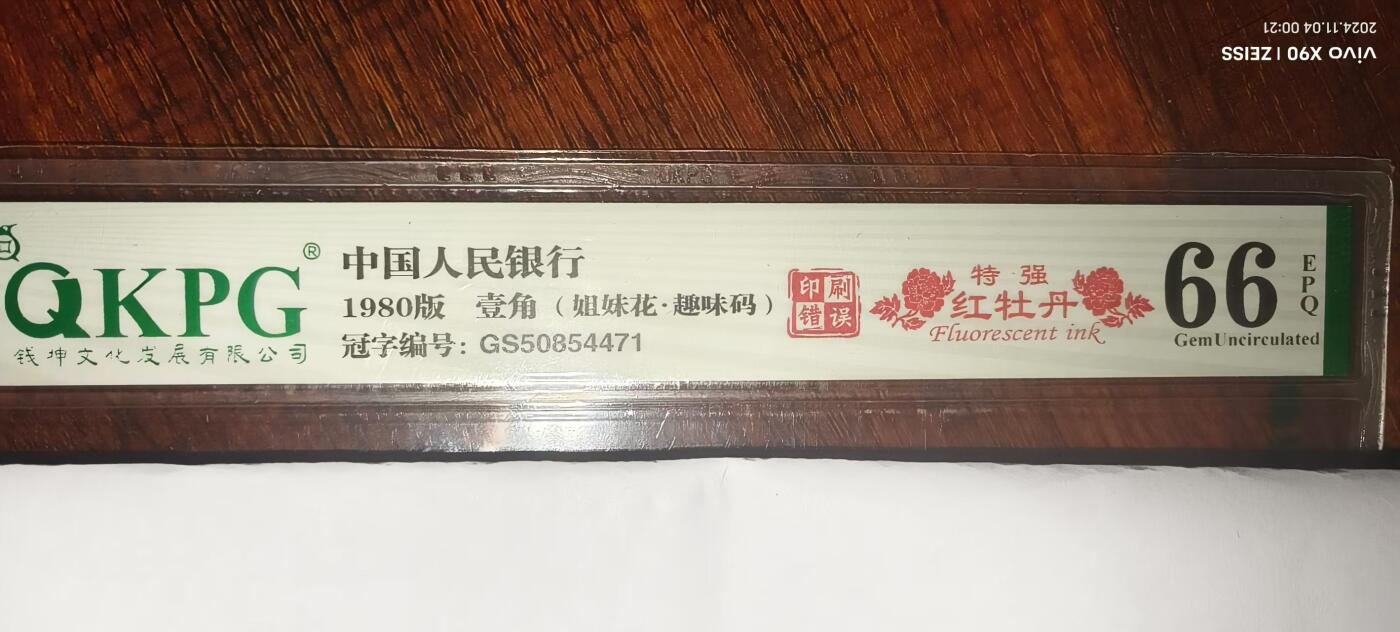 2024.11.04 00:21
vivo X90 | ZEISS
QKPG®
钱坤文化发展有限公司
中国人民银行
1980版 壹角（姐妹花·趣味码）
冠字编号: GS50854471
印刷
错误
特强
红牡丹
Fluorescent ink
66
EPQ
GemUncirculated